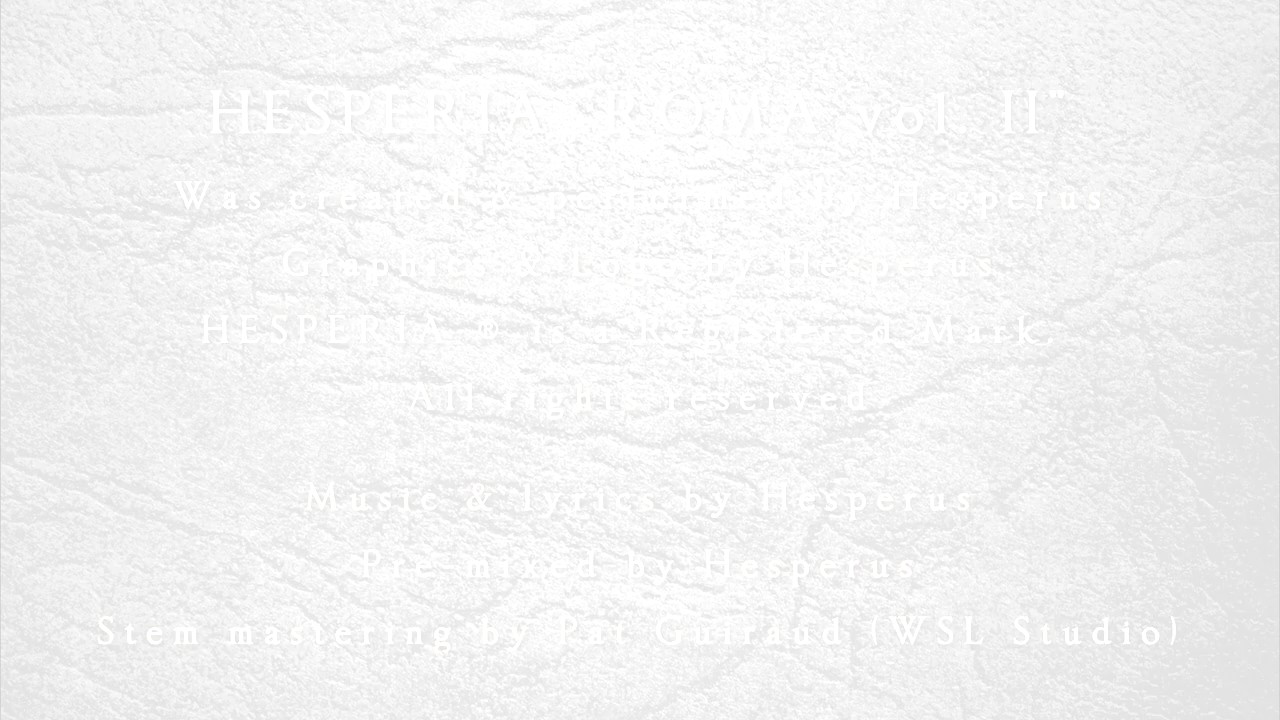 HESPERIA "ROMA vol. II"
Was created & performed by Hesperus
Graphics & Logo by Hesperus
HESPERIA ® is a Registered Mark.
All rights reserved
Music & lyrics by Hesperus
Pre-mixed by Hesperus
Stem mastering by Pat Guiraud (WSL Studio)